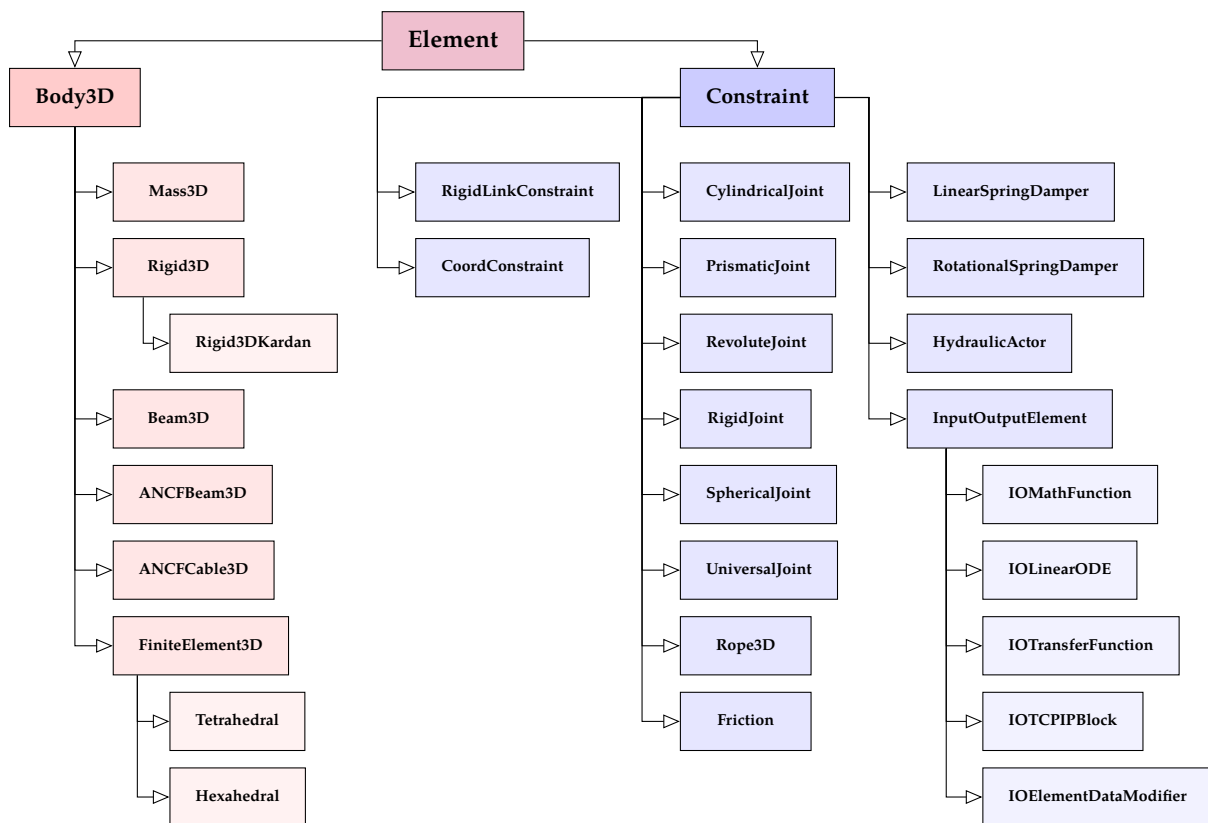 Element
Body3D
Constraint
Mass3D
RigidLinkConstraint
CylindricalJoint
LinearSpringDamper
Rigid3D
CoordConstraint
PrismaticJoint
RotationalSpringDamper
Rigid3DKardan
RevoluteJoint
HydraulicActor
Beam3D
RigidJoint
InputOutputElement
ANCFBeam3D
SphericalJoint
IOMathFunction
ANCFCable3D
UniversalJoint
IOLinearODE
FiniteElement3D
Rope3D
IOTransferFunction
Tetrahedral
Friction
IOTCPIPBlock
Hexahedral
IOElementDataModifier